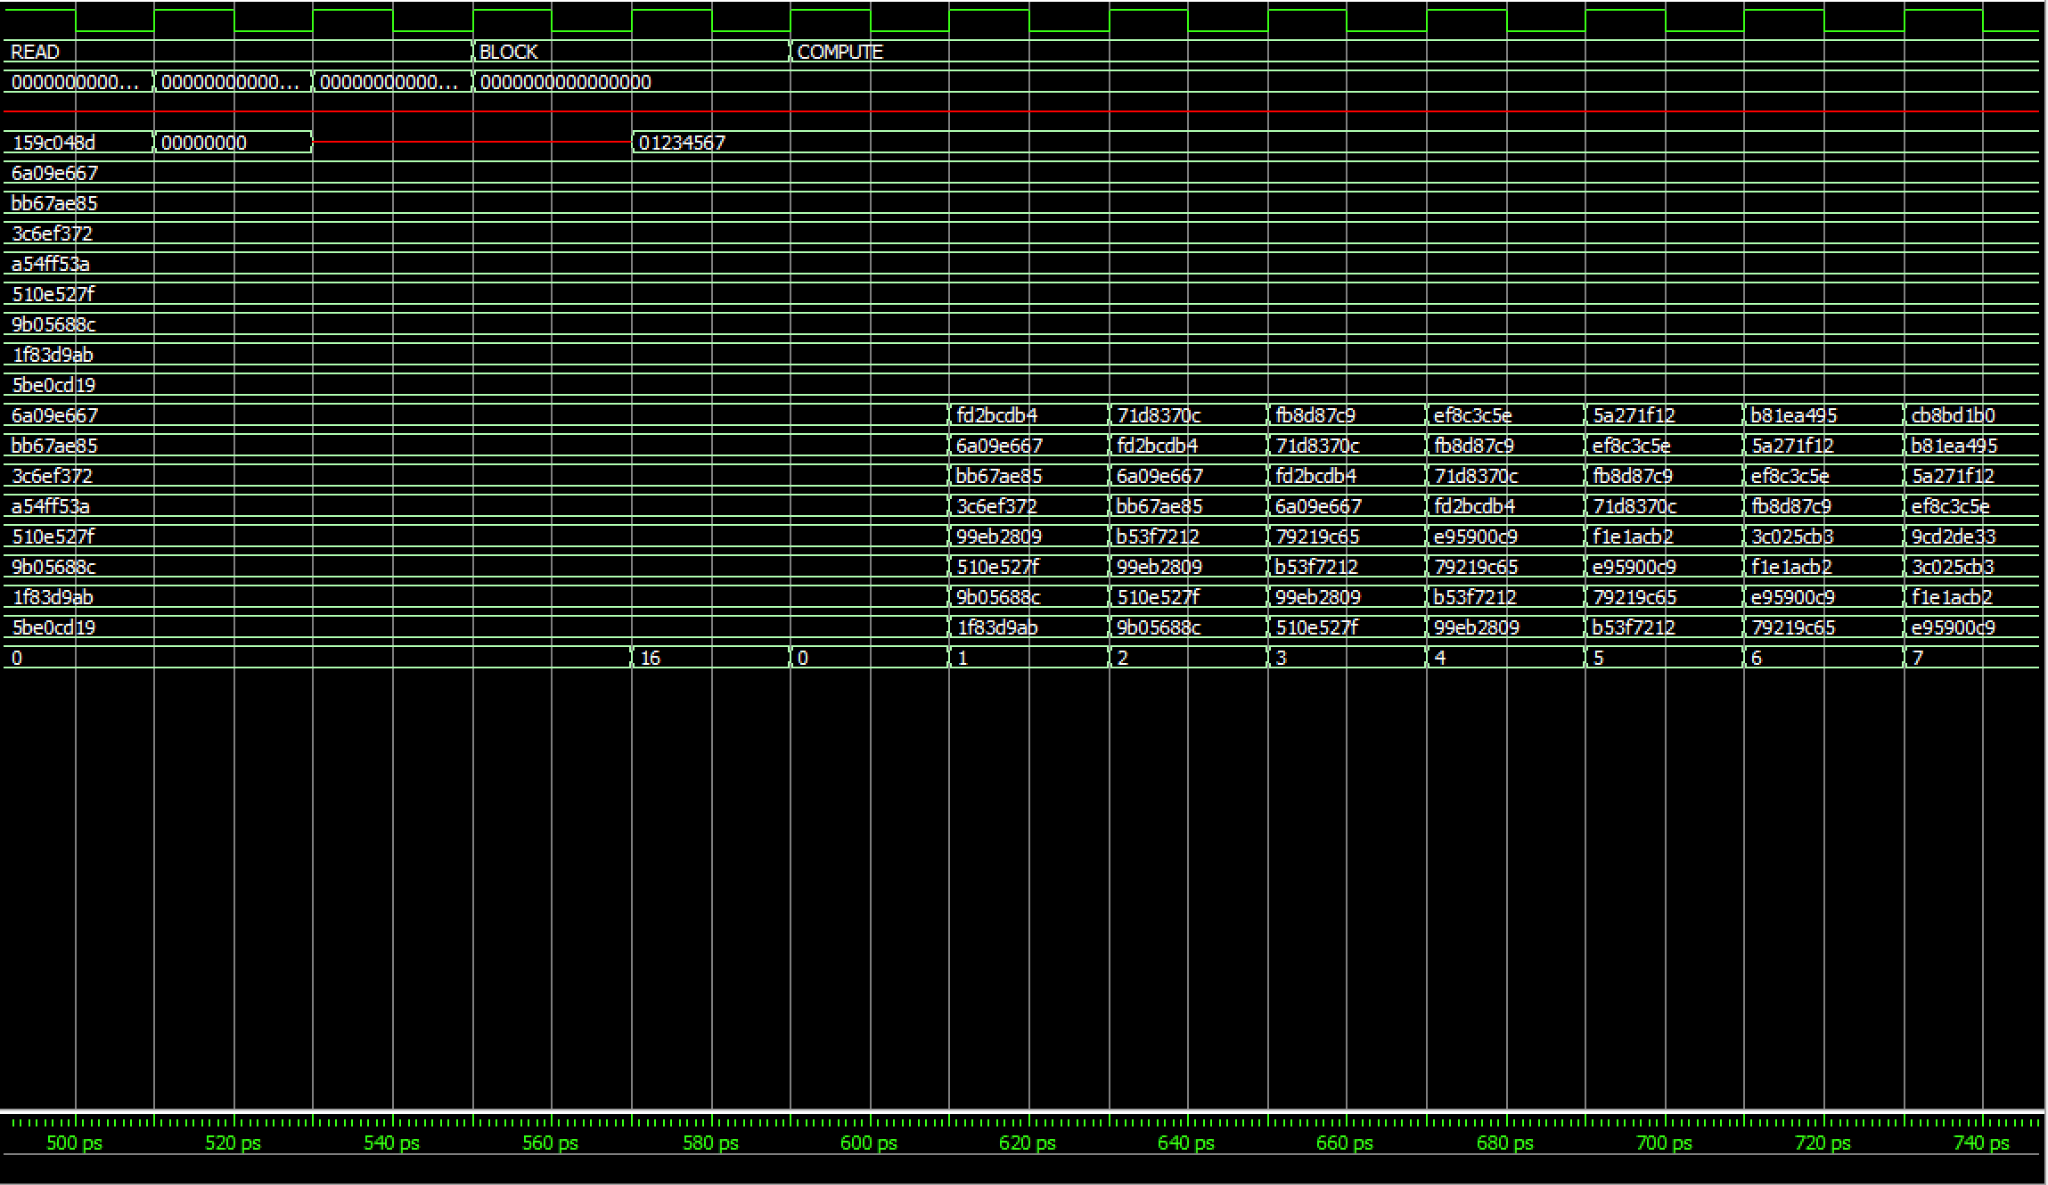 READ BLOCK COMPUTE
0000000000... 00000000000... 00000000000... 0000000000000000
159c048d 00000000 01234567
6a09e667
bb67ae85
3c6ef372
a54ff53a
510e527f
9b05688c
1f83d9ab
5be0cd19
6a09e667 fd2bcdb4 71d8370c fb8d87c9 ef8c3c5e 5a271f12 b81ea495 cb8bd1b0
bb67ae85 6a09e667 fd2bcdb4 71d8370c fb8d87c9 ef8c3c5e 5a271f12 b81ea495
3c6ef372 bb67ae85 6a09e667 fd2bcdb4 71d8370c fb8d87c9 ef8c3c5e 5a271f12
a54ff53a 3c6ef372 bb67ae85 6a09e667 fd2bcdb4 71d8370c fb8d87c9 ef8c3c5e
510e527f 99eb2809 b53f7212 79219c65 e95900c9 f1e1acb2 3c025cb3 9cd2de33
9b05688c 510e527f 99eb2809 b53f7212 79219c65 e95900c9 f1e1acb2 3c025cb3
1f83d9ab 9b05688c 510e527f 99eb2809 b53f7212 79219c65 e95900c9 f1e1acb2
5be0cd19 1f83d9ab 9b05688c 510e527f 99eb2809 b53f7212 79219c65 e95900c9
0 16 0 1 2 3 4 5 6 7
500 ps 520 ps 540 ps 560 ps 580 ps 600 ps 620 ps 640 ps 660 ps 680 ps 700 ps 720 ps 740 ps